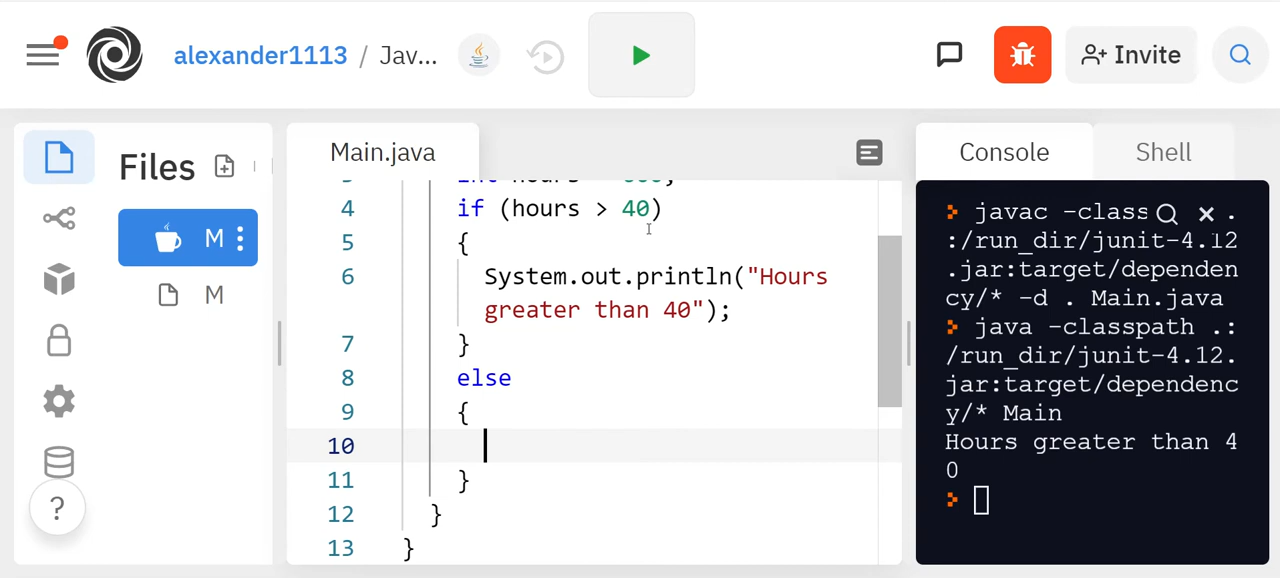 alexander1113 / Jav...
Invite
Files
M
M
?
Main.java
4 if (hours > 40)
5 {
6 System.out.println("Hours
greater than 40");
7 }
8 else
9 {
10
11 }
12 }
13 }
Console Shell
javac -class .
:/run_dir/junit-4.12
.jar:target/dependen
cy/* -d . Main.java
java -classpath .:
/run_dir/junit-4.12.
jar:target/dependenc
y/* Main
Hours greater than 4
0